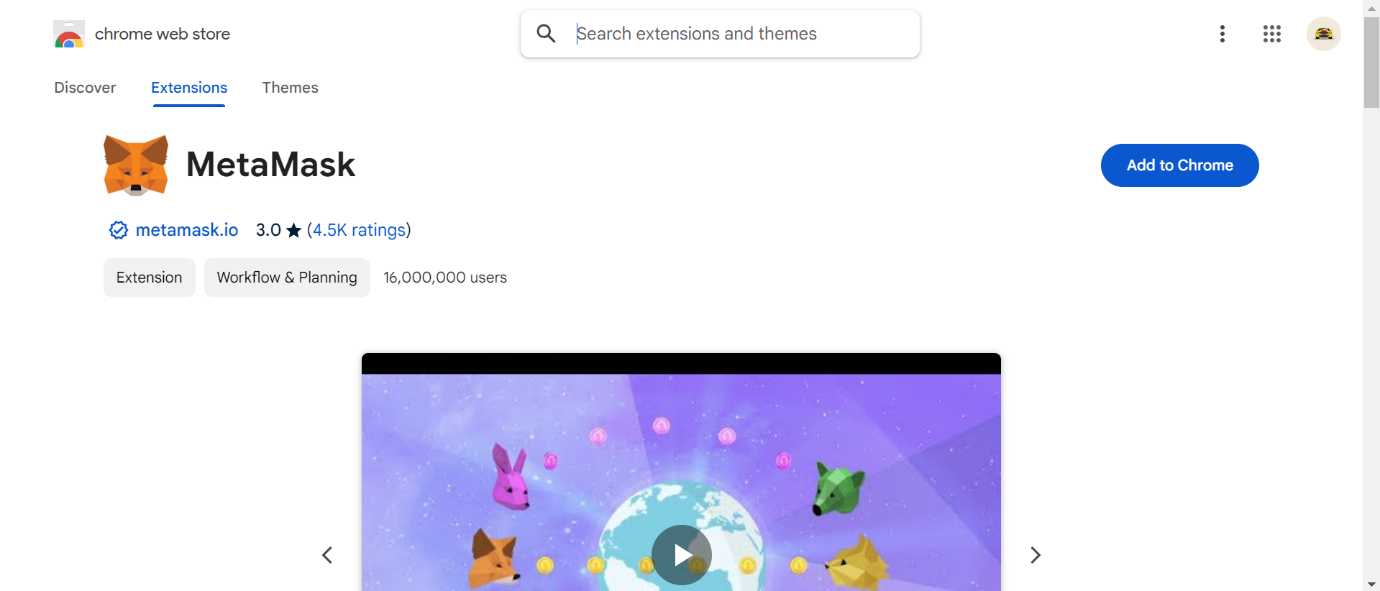 chrome web store
Search extensions and themes
Discover
Extensions
Themes
MetaMask
Add to Chrome
metamask.io 3.0 ★ (4.5K ratings)
Extension
Workflow & Planning
16,000,000 users